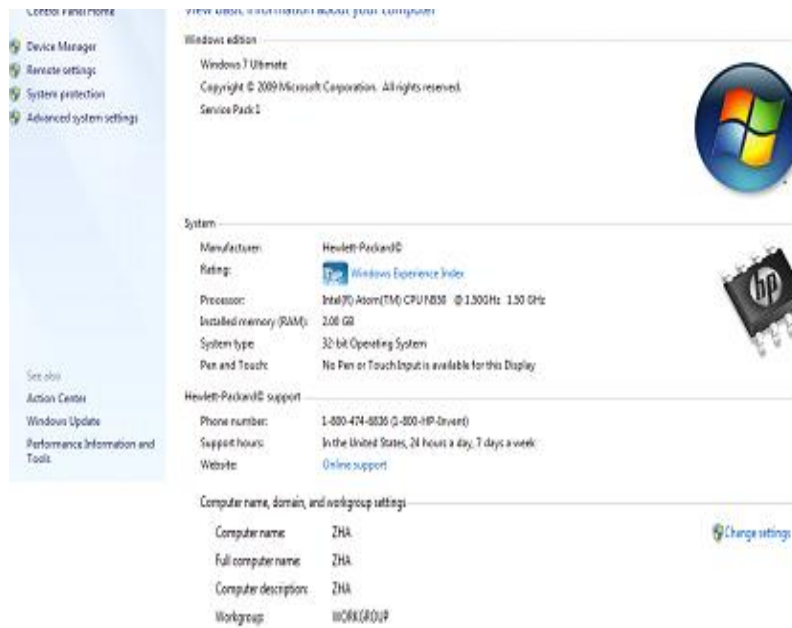 Control Panel Home
View basic information about your computer
Device Manager
Remote settings
System protection
Advanced system settings
Windows edition
Windows 7 Ultimate
Copyright © 2009 Microsoft Corporation. All rights reserved.
Service Pack 1
System
Manufacturer: Hewlett-Packard©
Rating: Windows Experience Index
Processor: Intel(R) Atom(TM) CPU N550 @ 1.50GHz 1.50 GHz
Installed memory (RAM): 2.00 GB
System type: 32-bit Operating System
Pen and Touch: No Pen or Touch Input is available for this Display
Hewlett-Packard© support
Phone number: 1-800-474-6836 (1-800-HP-Invent)
Support hours: In the United States, 24 hours a day, 7 days a week
Website: Online support
See also
Action Center
Windows Update
Performance Information and
Tools
Computer name, domain, and workgroup settings
Computer name: ZHA
Change settings
Full computer name: ZHA
Computer description: ZHA
Workgroup: WORKGROUP
hp